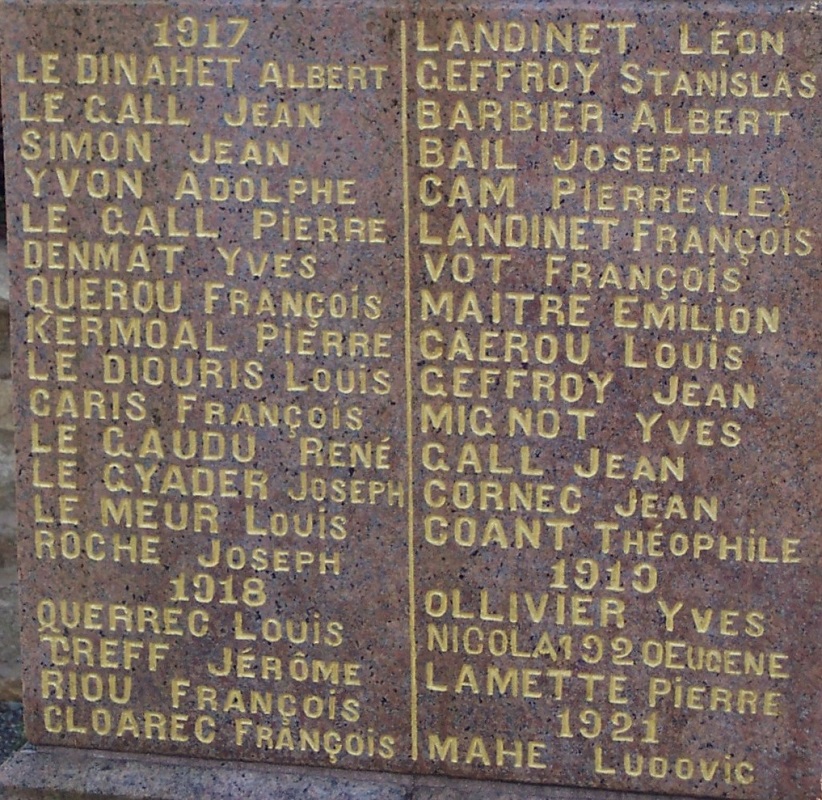 1917
LE DINAHET ALBERT
LE GALL JEAN
SIMON JEAN
YVON ADOLPHE
LE GALL PIERRE
DENMAT YVES
QUEROU FRANÇOIS
KERMOAL PIERRE
LE DIOURIS LOUIS
CARIS FRANÇOIS
LE GAUDU RENÉ
LE GYADER JOSEPH
LE MEUR LOUIS
ROCHE JOSEPH
1918
QUERREC LOUIS
TREFF JÉRÔME
RIOU FRANÇOIS
CLOAREC FRANÇOIS
LANDINET LÉON
GEFFROY STANISLAS
BARBIER ALBERT
BAIL JOSEPH
CAM PIERRE (LE)
LANDINET FRANÇOIS
VOT FRANÇOIS
MAITRE EMILION
CAEROU LOUIS
GEFFROY JEAN
MIGNOT YVES
GALL JEAN
CORNEC JEAN
COANT THÉOPHILE
1919
OLLIVIER YVES
NICOLA1920EUGENE
LAMETTE PIERRE
1921
MAHE LUDOVIC